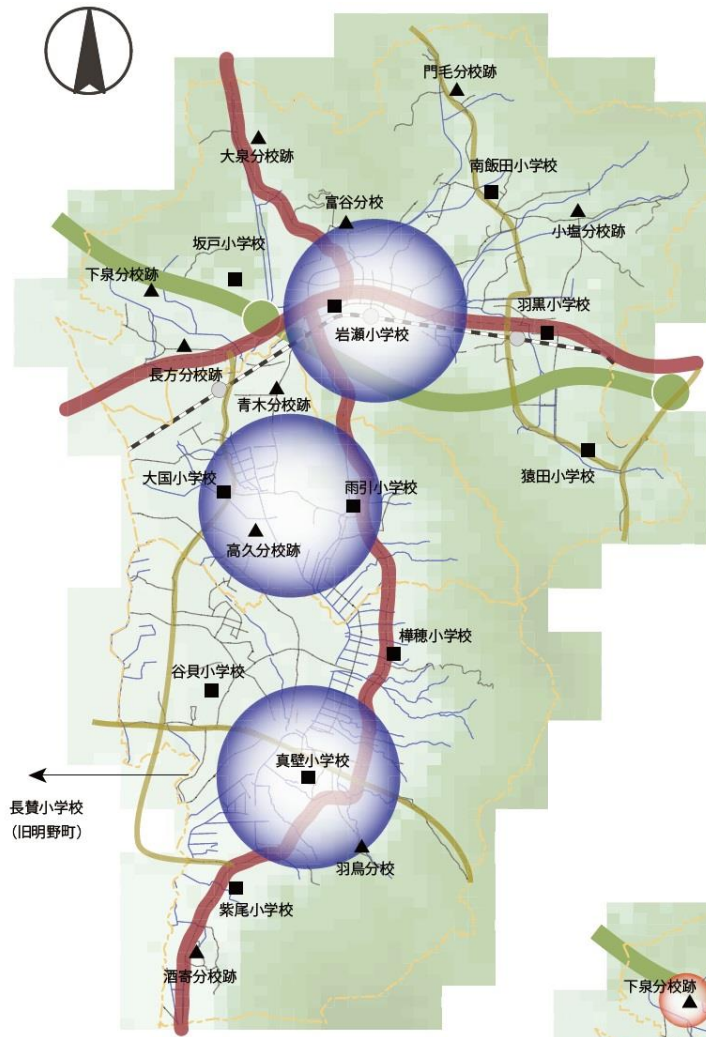 門毛分校跡
大泉分校跡
南飯田小学校
富谷分校
小塩分校跡
坂戸小学校
下泉分校跡
羽黒小学校
岩瀬小学校
長方分校跡
青木分校跡
猿田小学校
大国小学校
雨引小学校
高久分校跡
樺穂小学校
谷貝小学校
真壁小学校
長賛小学校
(旧明野町)
羽鳥分校
紫尾小学校
酒寄分校跡
下泉分校跡